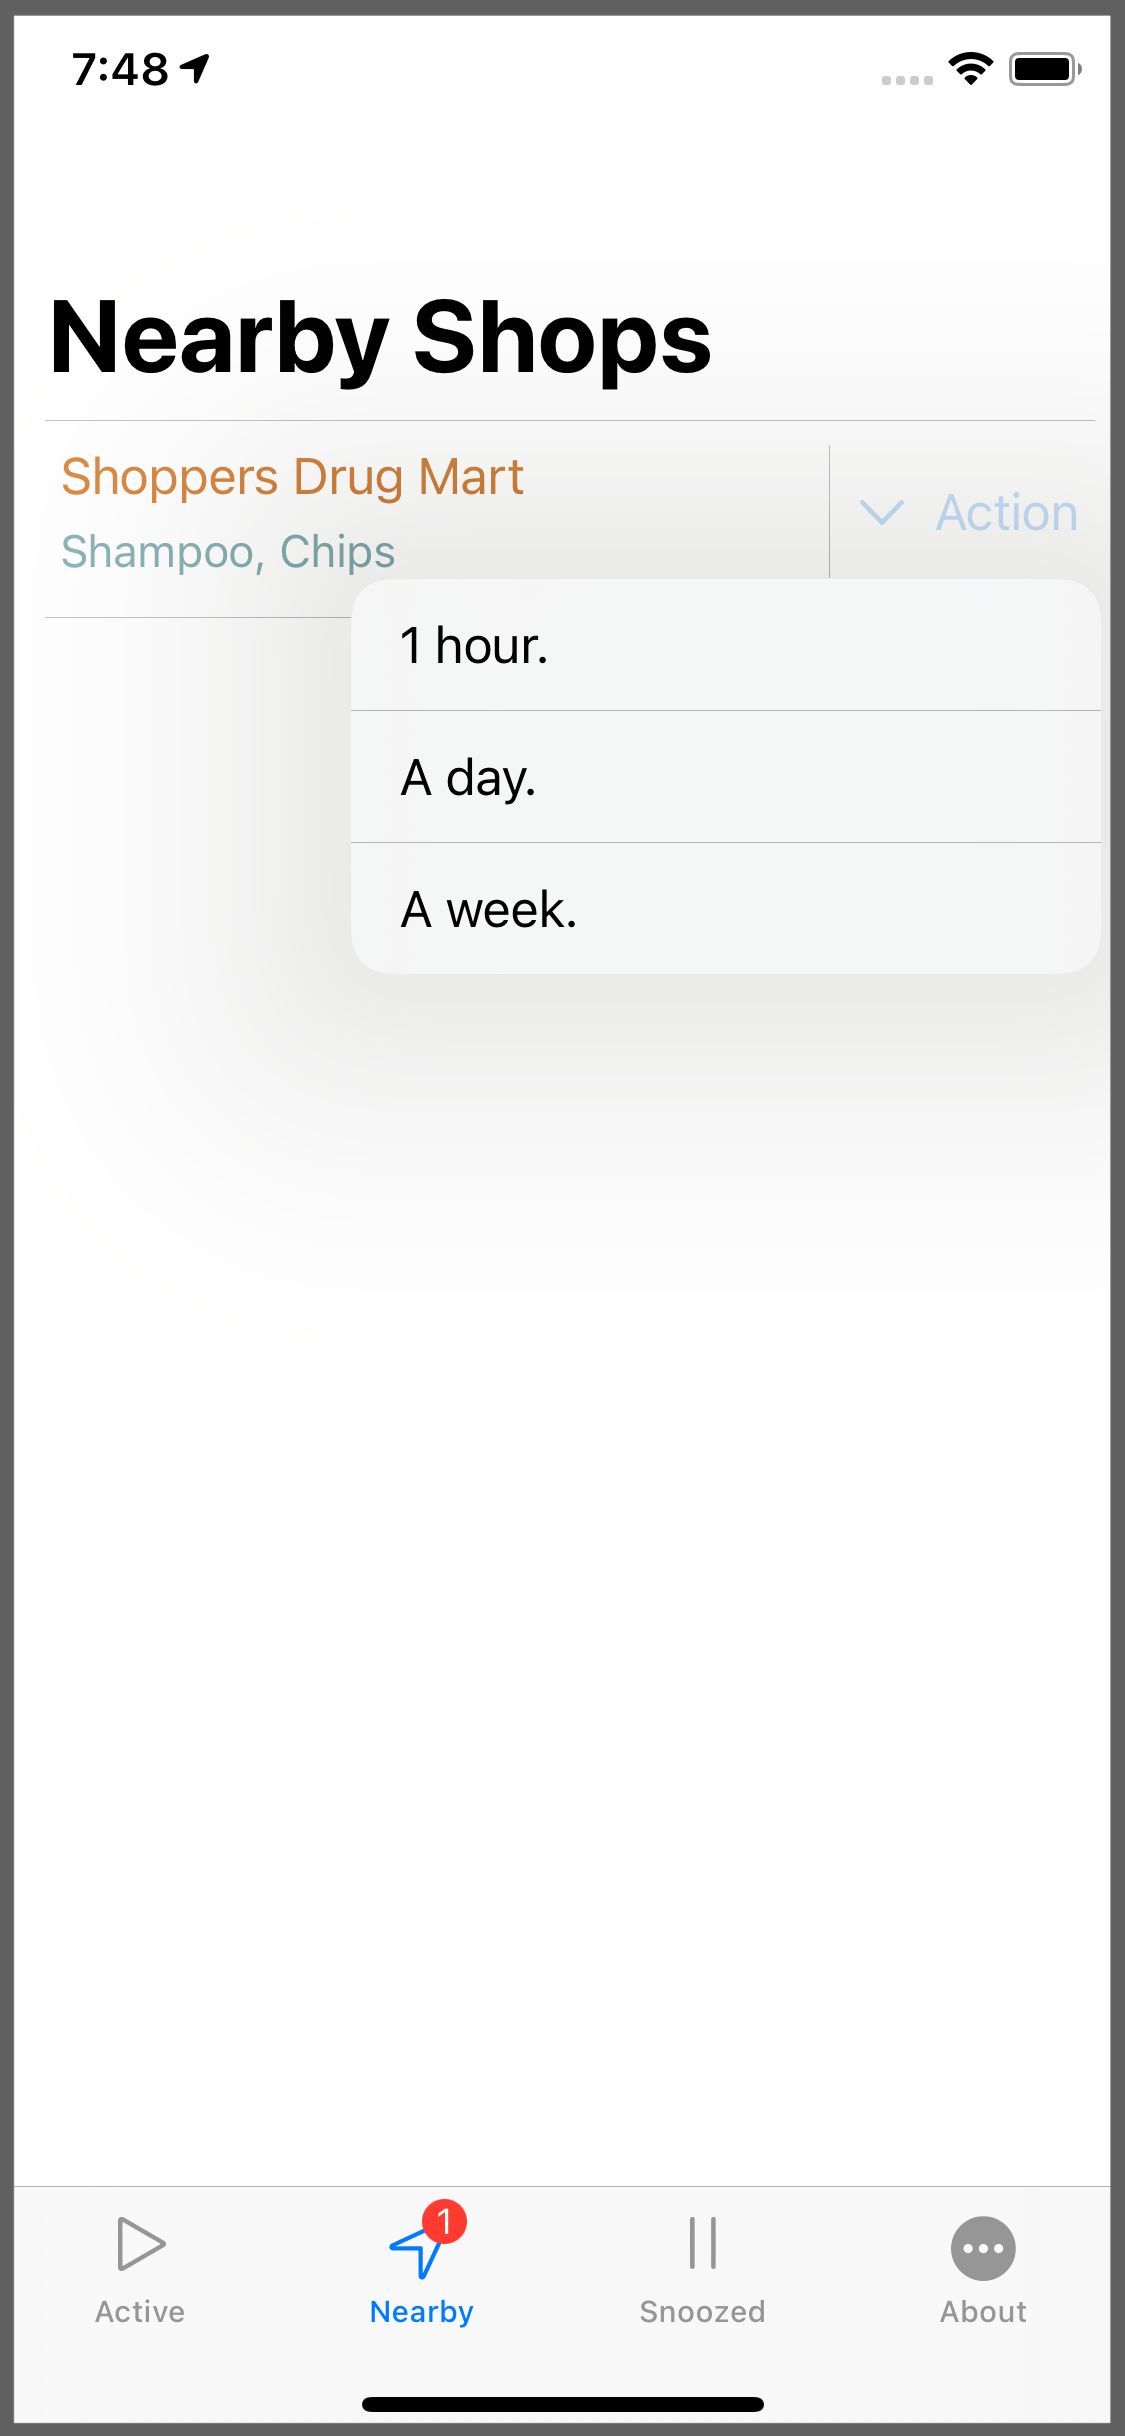 7:48
Nearby Shops
Shoppers Drug Mart
Action
Shampoo, Chips
1 hour.
A day.
A week.
1
Active
Nearby
Snoozed
About